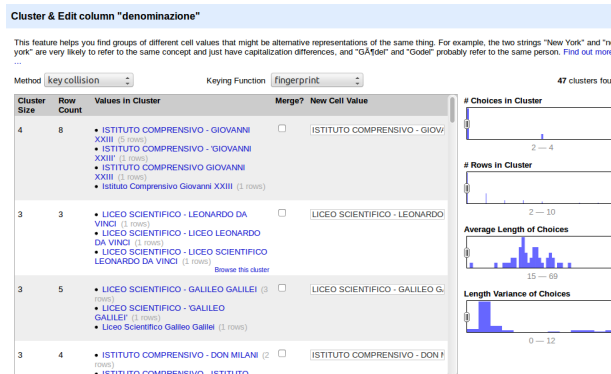 Cluster & Edit column "denominazione"
This feature helps you find groups of different cell values that might be alternative representations of the same thing. For example, the two strings "New York" and
york" are very likely to refer to the same concept and just have capitalization differences, and "GÃ¶del" and "Godel" probably refer to the same person. Find out more
...
Method key collision Keying Function fingerprint 47 clusters
Cluster Size Row Count Values in Cluster Merge? New Cell Value
4 8 • ISTITUTO COMPRENSIVO - GIOVANNI ISTITUTO COMPRENSIVO - GIOVA
XXIII (5 rows)
• ISTITUTO COMPRENSIVO - 'GIOVANNI
XXIII' (1 rows)
• ISTITUTO COMPRENSIVO GIOVANNI
XXIII (1 rows)
• Istituto Comprensivo Giovanni XXIII (1 rows)
3 3 • LICEO SCIENTIFICO - LEONARDO DA LICEO SCIENTIFICO - LEONARDO
VINCI (1 rows)
• LICEO SCIENTIFICO - LICEO LEONARDO
DA VINCI (1 rows)
• LICEO SCIENTIFICO - LICEO SCIENTIFICO
LEONARDO DA VINCI (1 rows)
Browse this cluster
3 5 • LICEO SCIENTIFICO - GALILEO GALILEI (3 LICEO SCIENTIFICO - GALILEO
rows)
• LICEO SCIENTIFICO - 'GALILEO
GALILEI' (1 rows)
• Liceo Scientifico Galileo Galilei (1 rows)
3 4 • ISTITUTO COMPRENSIVO - DON MILANI (2 ISTITUTO COMPRENSIVO - DON
rows)
• ISTITUTO COMPRENSIVO - ISTITUTO
# Choices in Cluster
2 — 4
# Rows in Cluster
2 — 10
Average Length of Choices
15 — 69
Length Variance of Choices
0 — 12